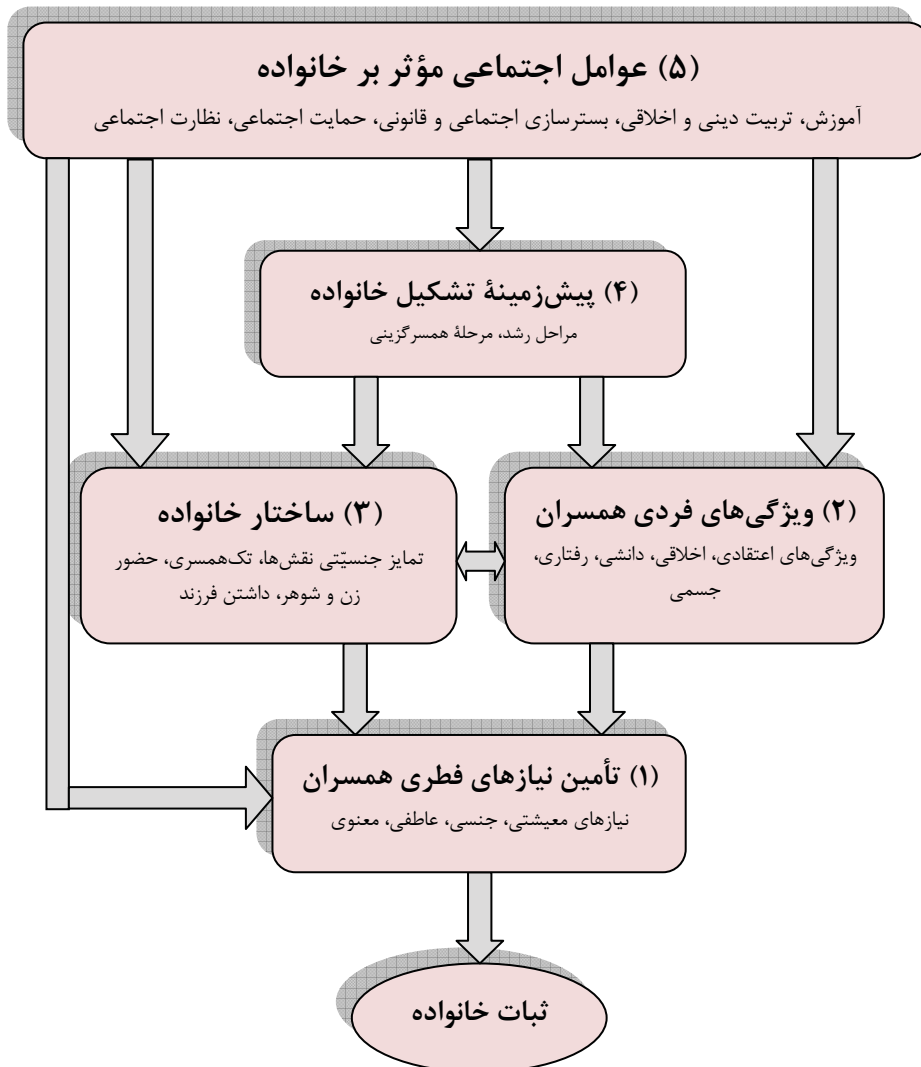 (۵) عوامل اجتماعی مؤثر بر خانواده
آموزش، تربیت دینی و اخلاقی، بسترسازی اجتماعی و قانونی، حمایت اجتماعی، نظارت اجتماعی
(۴) پیش‌زمینهٔ تشکیل خانواده
مراحل رشد، مرحلهٔ همسرگزینی
(۲) ویژگی‌های فردی همسران
ویژگی‌های اعتقادی، اخلاقی، دانشی، رفتاری،
جسمی
(۳) ساختار خانواده
تمایز جنسیّتی نقش‌ها، تک‌همسری، حضور
زن و شوهر، داشتن فرزند
(۱) تأمین نیازهای فطری همسران
نیازهای معیشتی، جنسی، عاطفی، معنوی
ثبات خانواده